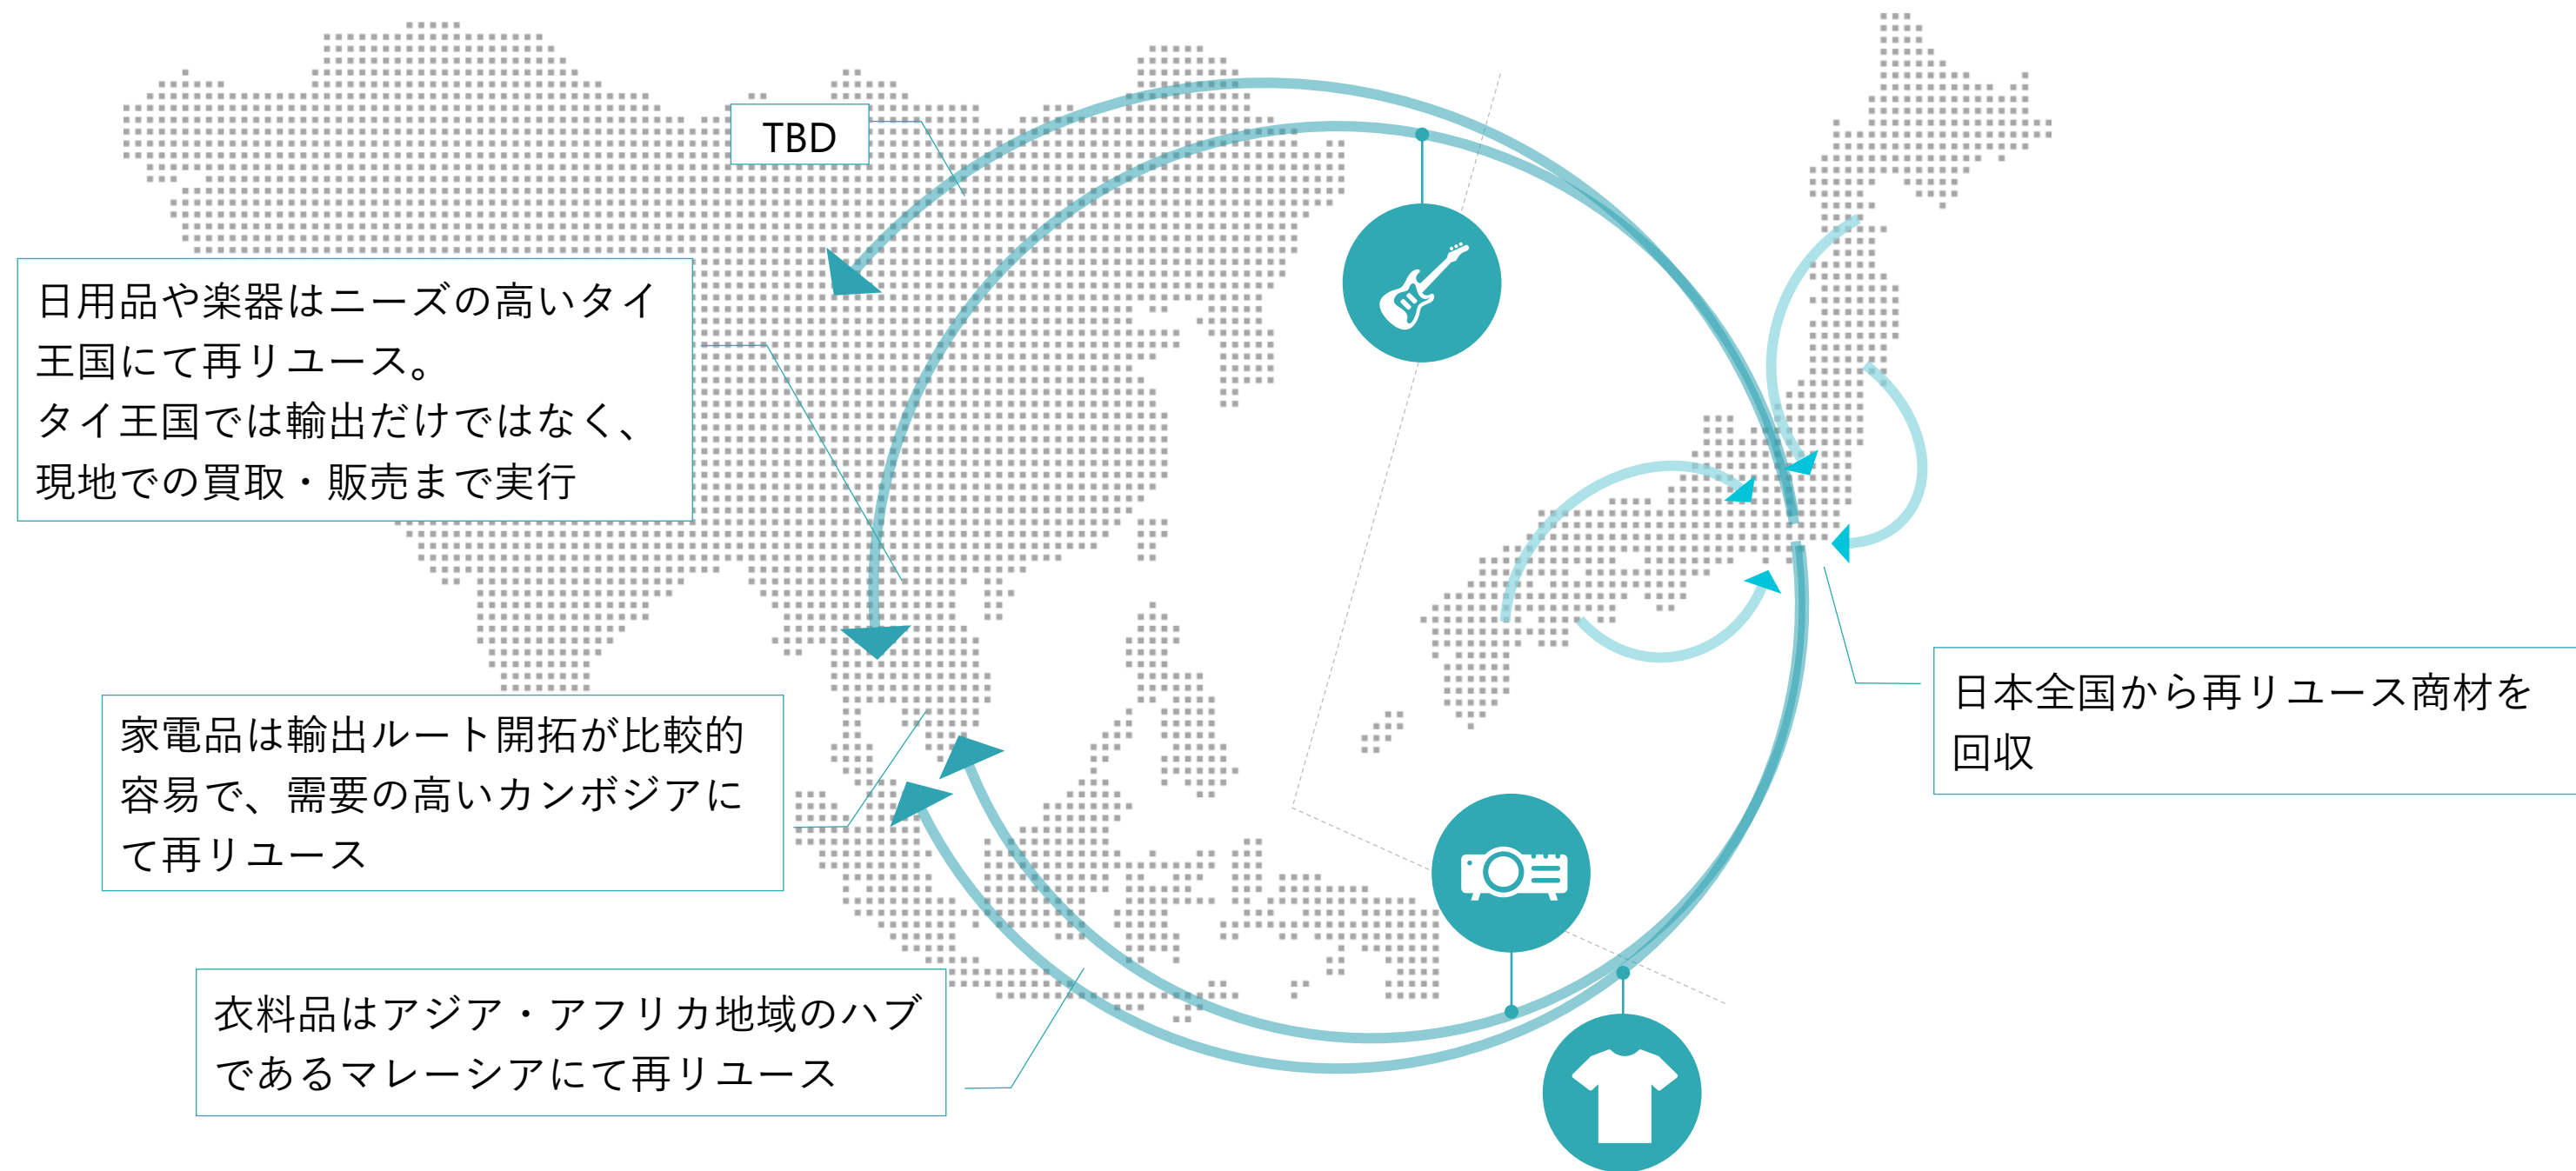 TBD
日用品や楽器はニーズの高いタイ
王国にて再リユース。
タイ王国では輸出だけではなく、
現地での買取・販売まで実行
家電品は輸出ルート開拓が比較的
容易で、需要の高いカンボジアに
て再リユース
衣料品はアジア・アフリカ地域のハブ
であるマレーシアにて再リユース
日本全国から再リユース商材を
回収